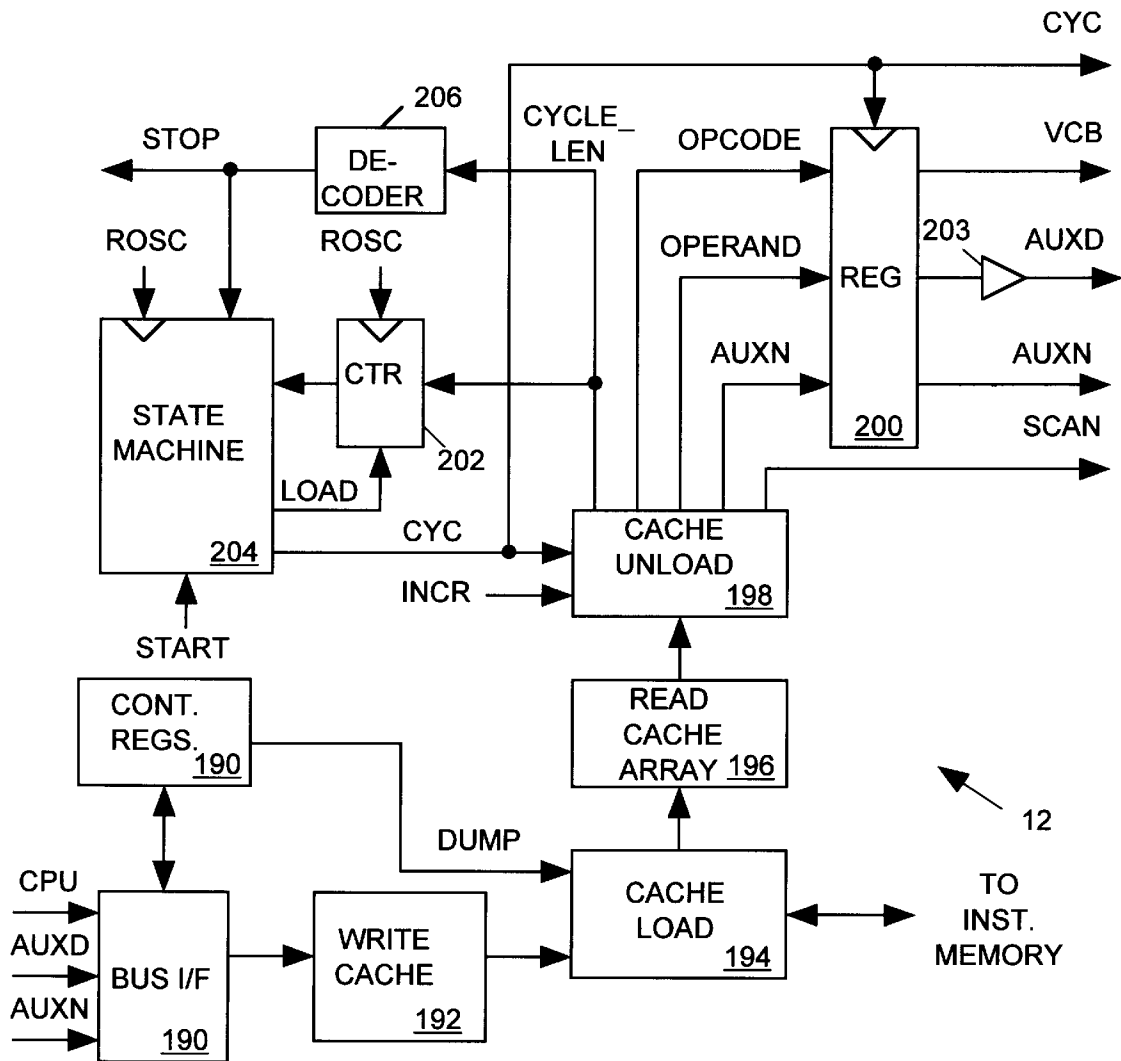 CYC
206
CYCLE_
LEN
STOP
DE-
CODER
OPCODE
VCB
ROSC
ROSC
OPERAND
203
AUXD
REG
CTR
AUXN
AUXN
STATE
MACHINE
202
200
SCAN
LOAD
CYC
204
CACHE
UNLOAD
198
INCR
START
CONT.
REGS.
190
READ
CACHE
ARRAY
196
12
DUMP
CPU
AUXD
AUXN
BUS I/F
190
WRITE
CACHE
192
CACHE
LOAD
194
TO
INST.
MEMORY